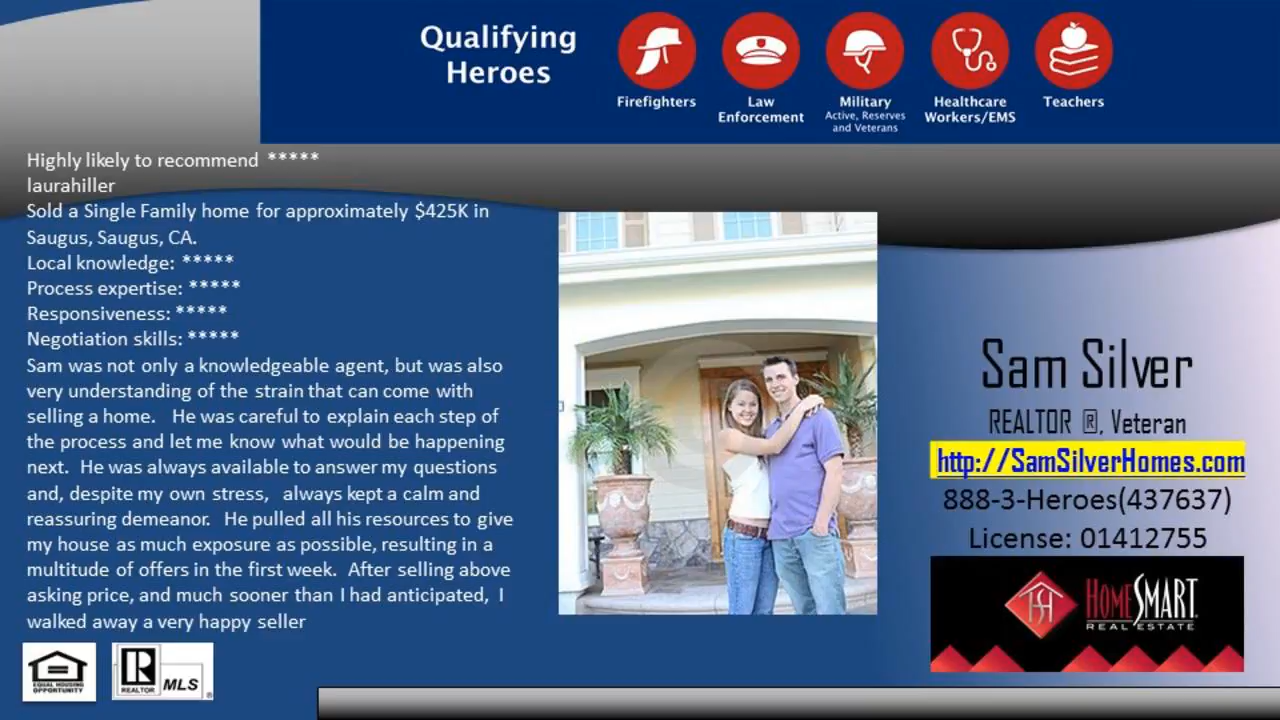 Qualifying
Heroes
Firefighters
Law
Enforcement
Military
Active, Reserves
and Veterans
Healthcare
Workers/EMS
Teachers
Highly likely to recommend *****
laurahiller
Sold a Single Family home for approximately $425K in
Saugus, Saugus, CA.
Local knowledge: *****
Process expertise: *****
Responsiveness: *****
Negotiation skills: *****
Sam was not only a knowledgeable agent, but was also
very understanding of the strain that can come with
selling a home. He was careful to explain each step of
the process and let me know what would be happening
next. He was always available to answer my questions
and, despite my own stress, always kept a calm and
reassuring demeanor. He pulled all his resources to give
my house as much exposure as possible, resulting in a
multitude of offers in the first week. After selling above
asking price, and much sooner than I had anticipated, I
walked away a very happy seller
Sam Silver
REALTOR ®, Veteran
http://SamSilverHomes.com
888-3-Heroes(437637)
License: 01412755
HOMESMART
REAL ESTATE
EQUAL HOUSING
OPPORTUNITY
R
REALTOR
MLS
®